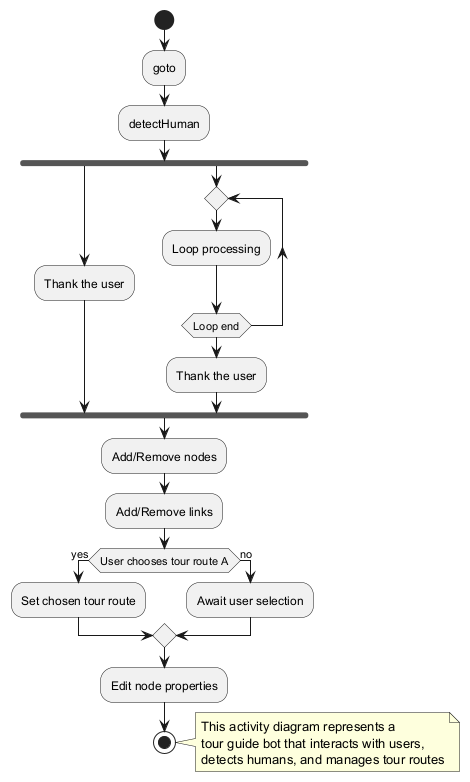 goto
detectHuman
Loop processing
Thank the user
Loop end
Thank the user
Add/Remove nodes
Add/Remove links
yes
User chooses tour route A
no
Set chosen tour route
Await user selection
Edit node properties
This activity diagram represents a
tour guide bot that interacts with users,
detects humans, and manages tour routes